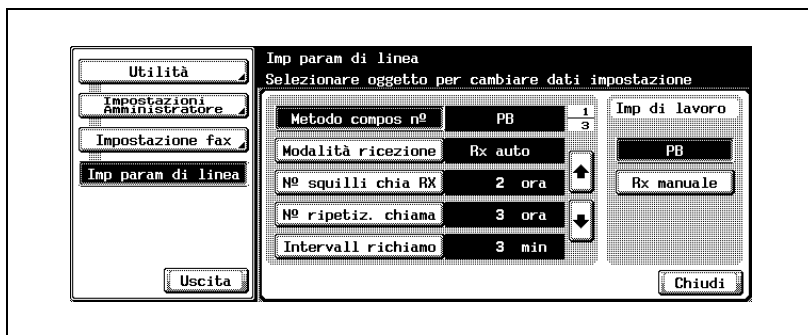 Utilità
Impostazioni
Amministratore
Impostazione fax
Imp param di linea
Uscita
Imp param di linea
Selezionare oggetto per cambiare dati impostazione
Metodo compos nº PB
Modalità ricezione Rx auto
Nº squilli chia RX 2 ora
Nº ripetiz. chiama 3 ora
Intervall richiamo 3 min
1
3
Imp di lavoro
PB
Rx manuale
Chiudi